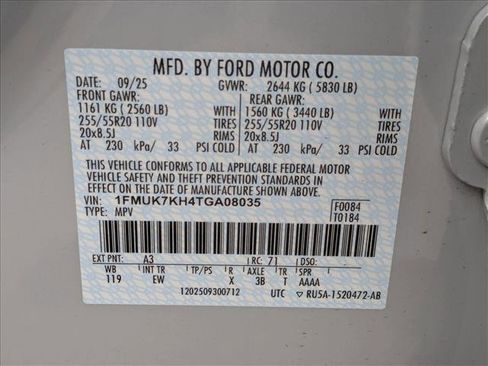 MFD. BY FORD MOTOR CO.
DATE: 09/25 GVWR: 2644 KG ( 5830 LB)
FRONT GAWR: REAR GAWR:
1161 KG ( 2560 LB) WITH 1560 KG ( 3440 LB) WITH
255/55R20 110V TIRES 255/55R20 110V TIRES
20x8.5J RIMS 20x8.5J RIMS
AT 230 kPa/ 33 PSI COLD AT 230 kPa/ 33 PSI COLD
THIS VEHICLE CONFORMS TO ALL APPLICABLE FEDERAL MOTOR
VEHICLE SAFETY AND THEFT PREVENTION STANDARDS IN EFFECT
ON THE DATE OF MANUFACTURE SHOWN ABOVE.
VIN: 1FMUK7KH4TGA08035 F0084
TYPE: MPV T0184
EXT PNT: A3 RC: 71
WB INT TR TP/PS R AXLE TR SPR
119 EW X 3B T AAAA
1202509300712 UTC RU5A-1520472-AB